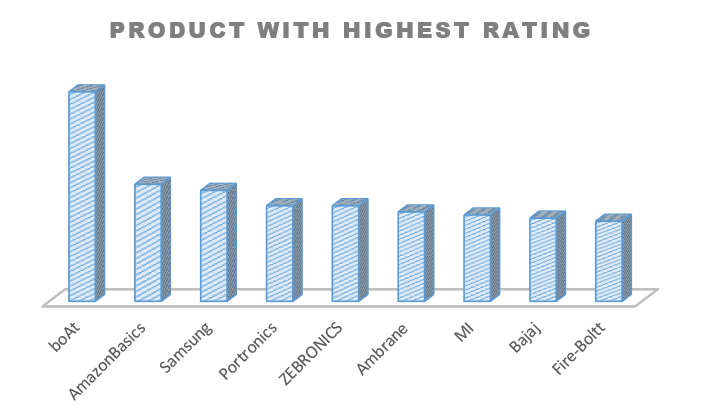 PRODUCT WITH HIGHEST RATING
boAt
AmazonBasics
Samsung
Portronics
ZEBRONICS
Ambrane
MI
Bajaj
Fire-Boltt